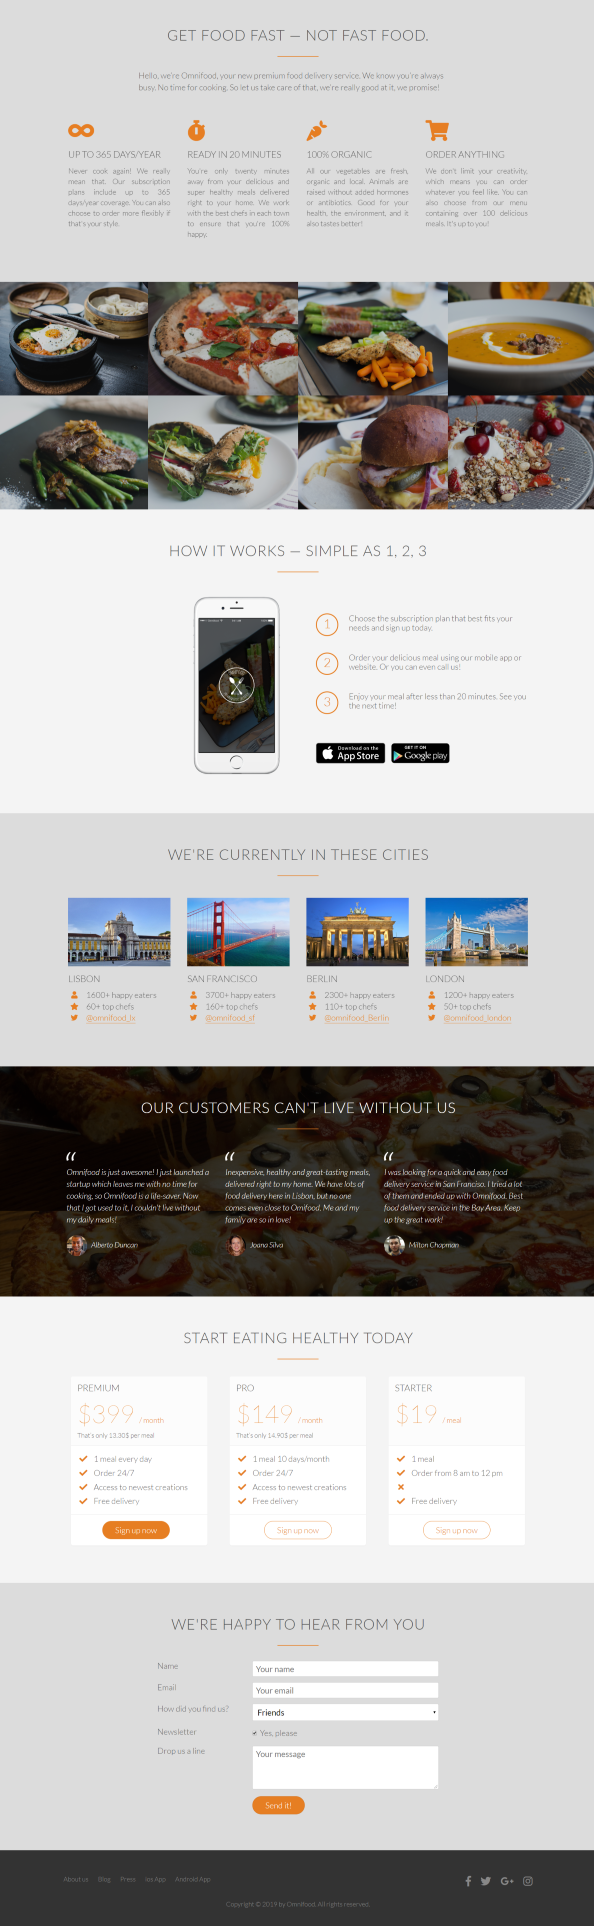 GET FOOD FAST — NOT FAST FOOD.
Hello, we're Omnifood, your new premium food delivery service. We know you're always
busy. No time for cooking. So let us take care of that, we're really good at it, we promise!
UP TO 365 DAYS/YEAR
Never cook again! We really
mean that. Our subscription
plans include up to 365
days/year coverage. You can also
choose to order more flexibly if
that's your style.
READY IN 20 MINUTES
You're only twenty minutes
away from your delicious and
super healthy meals delivered
right to your home. We work
with the best chefs in each town
to ensure that you're 100%
happy.
100% ORGANIC
All our vegetables are fresh,
organic and local. Animals are
raised without added hormones
or antibiotics. Good for your
health, the environment, and it
also tastes better!
ORDER ANYTHING
We don't limit your creativity,
which means you can order
whatever you feel like. You can
also choose from our menu
containing over 100 delicious
meals. It's up to you!
HOW IT WORKS — SIMPLE AS 1, 2, 3
1
Choose the subscription plan that best fits your
needs and sign up today.
2
Order your delicious meal using our mobile app or
website. Or you can even call us!
3
Enjoy your meal after less than 20 minutes. See you
the next time!
Download on the
App Store
GET IT ON
Google play
WE'RE CURRENTLY IN THESE CITIES
LISBON
1600+ happy eaters
60+ top chefs
@omnifood_lx
SAN FRANCISCO
3700+ happy eaters
160+ top chefs
@omnifood_sf
BERLIN
2300+ happy eaters
110+ top chefs
@omnifood_Berlin
LONDON
1200+ happy eaters
50+ top chefs
@omnifood_london
OUR CUSTOMERS CAN'T LIVE WITHOUT US
“
Omnifood is just awesome! I just launched a
startup which leaves me with no time for
cooking, so Omnifood is a life-saver. Now
that I got used to it, I couldn't live without
my daily meals!
Alberto Duncan
“
Inexpensive, healthy and great-tasting meals,
delivered right to my home. We have lots of
food delivery here in Lisbon, but no one
comes even close to Omifood. Me and my
family are so in love!
Joana Silva
“
I was looking for a quick and easy food
delivery service in San Franciso. I tried a lot
of them and ended up with Omnifood. Best
food delivery service in the Bay Area. Keep
up the great work!
Milton Chapman
START EATING HEALTHY TODAY
PREMIUM
$399 / month
That's only 13.30$ per meal
1 meal every day
Order 24/7
Access to newest creations
Free delivery
Sign up now
PRO
$149 / month
That's only 14.90$ per meal
1 meal 10 days/month
Order 24/7
Access to newest creations
Free delivery
Sign up now
STARTER
$19 / meal
1 meal
Order from 8 am to 12 pm
Free delivery
Sign up now
WE'RE HAPPY TO HEAR FROM YOU
Name
Your name
Email
Your email
How did you find us?
Friends
Newsletter
Yes, please
Drop us a line
Your message
Send it!
About us Blog Press Ios App Android App
Copyright © 2019 by Omnifood. All rights reserved.